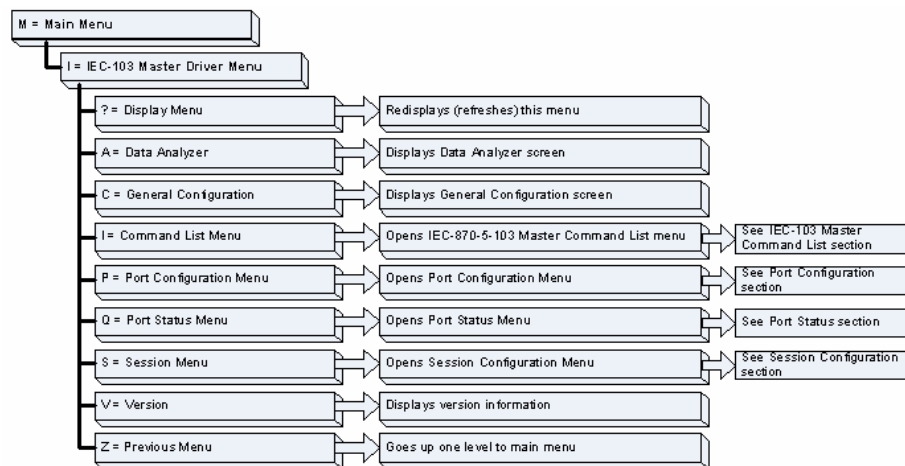 M = Main Menu
I = IEC-103 Master Driver Menu
? = Display Menu
Redisplays (refreshes) this menu
A = Data Analyzer
Displays Data Analyzer screen
C = General Configuration
Displays General Configuration screen
I = Command List Menu
Opens IEC-870-5-103 Master Command List menu
See IEC-103 Master
Command List section
P = Port Configuration Menu
Opens Port Configuration Menu
See Port Configuration
section
Q = Port Status Menu
Opens Port Status Menu
See Port Status section
S = Session Menu
Opens Session Configuration Menu
See Session Configuration
section
V = Version
Displays version information
Z = Previous Menu
Goes up one level to main menu